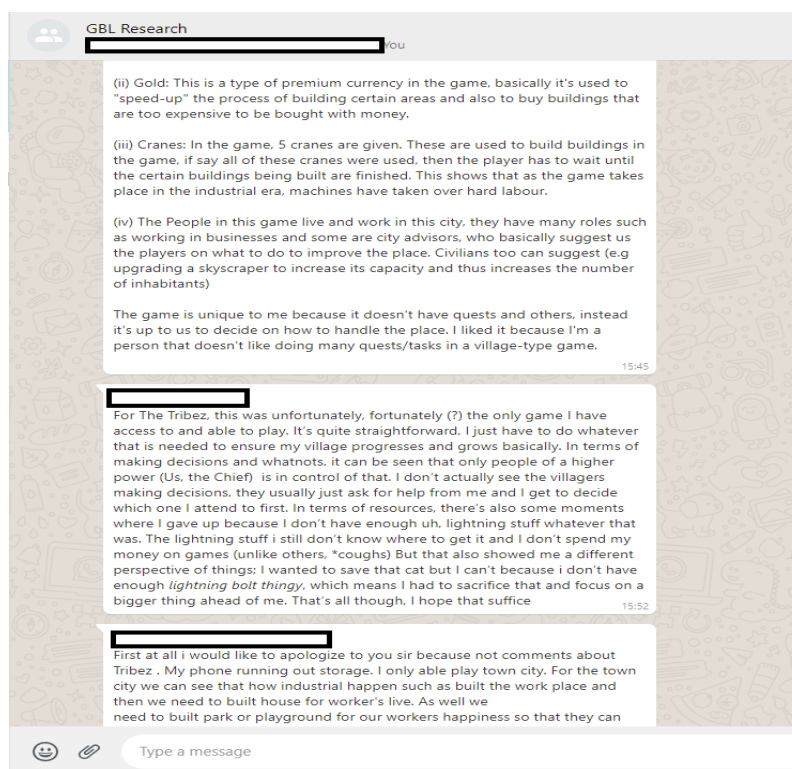 GBL Research
You
(ii) Gold: This is a type of premium currency in the game, basically it's used to
"speed-up" the process of building certain areas and also to buy buildings that
are too expensive to be bought with money.
(iii) Cranes: In the game, 5 cranes are given. These are used to build buildings in
the game, if say all of these cranes were used, then the player has to wait until
the certain buildings being built are finished. This shows that as the game takes
place in the industrial era, machines have taken over hard labour.
(iv) The People in this game live and work in this city, they have many roles such
as working in businesses and some are city advisors, who basically suggest us
the players on what to do to improve the place. Civilians too can suggest (e.g
upgrading a skyscraper to increase its capacity and thus increases the number
of inhabitants)
The game is unique to me because it doesn't have quests and others, instead
it's up to us to decide on how to handle the place. I liked it because I'm a
person that doesn't like doing many quests/tasks in a village-type game.
15:45
For The Tribez, this was unfortunately, fortunately (?) the only game I have
access to and able to play. It's quite straightforward, I just have to do whatever
that is needed to ensure my village progresses and grows basically. In terms of
making decisions and whatnots, it can be seen that only people of a higher
power (Us, the Chief)  is in control of that. I don't actually see the villagers
making decisions, they usually just ask for help from me and I get to decide
which one I attend to first. In terms of resources, there's also some moments
where I gave up because I don't have enough uh, lightning stuff whatever that
was. The lightning stuff i still don't know where to get it and I don't spend my
money on games (unlike others, *coughs) But that also showed me a different
perspective of things; I wanted to save that cat but I can't because i don't have
enough lightning bolt thingy, which means I had to sacrifice that and focus on a
bigger thing ahead of me. That's all though, I hope that suffice
15:52
First at all i would like to apologize to you sir because not comments about
Tribez . My phone running out storage. I only able play town city. For the town
city we can see that how industrial happen such as built the work place and
then we need to built house for worker's live. As well we
need to built park or playground for our workers happiness so that they can
Type a message